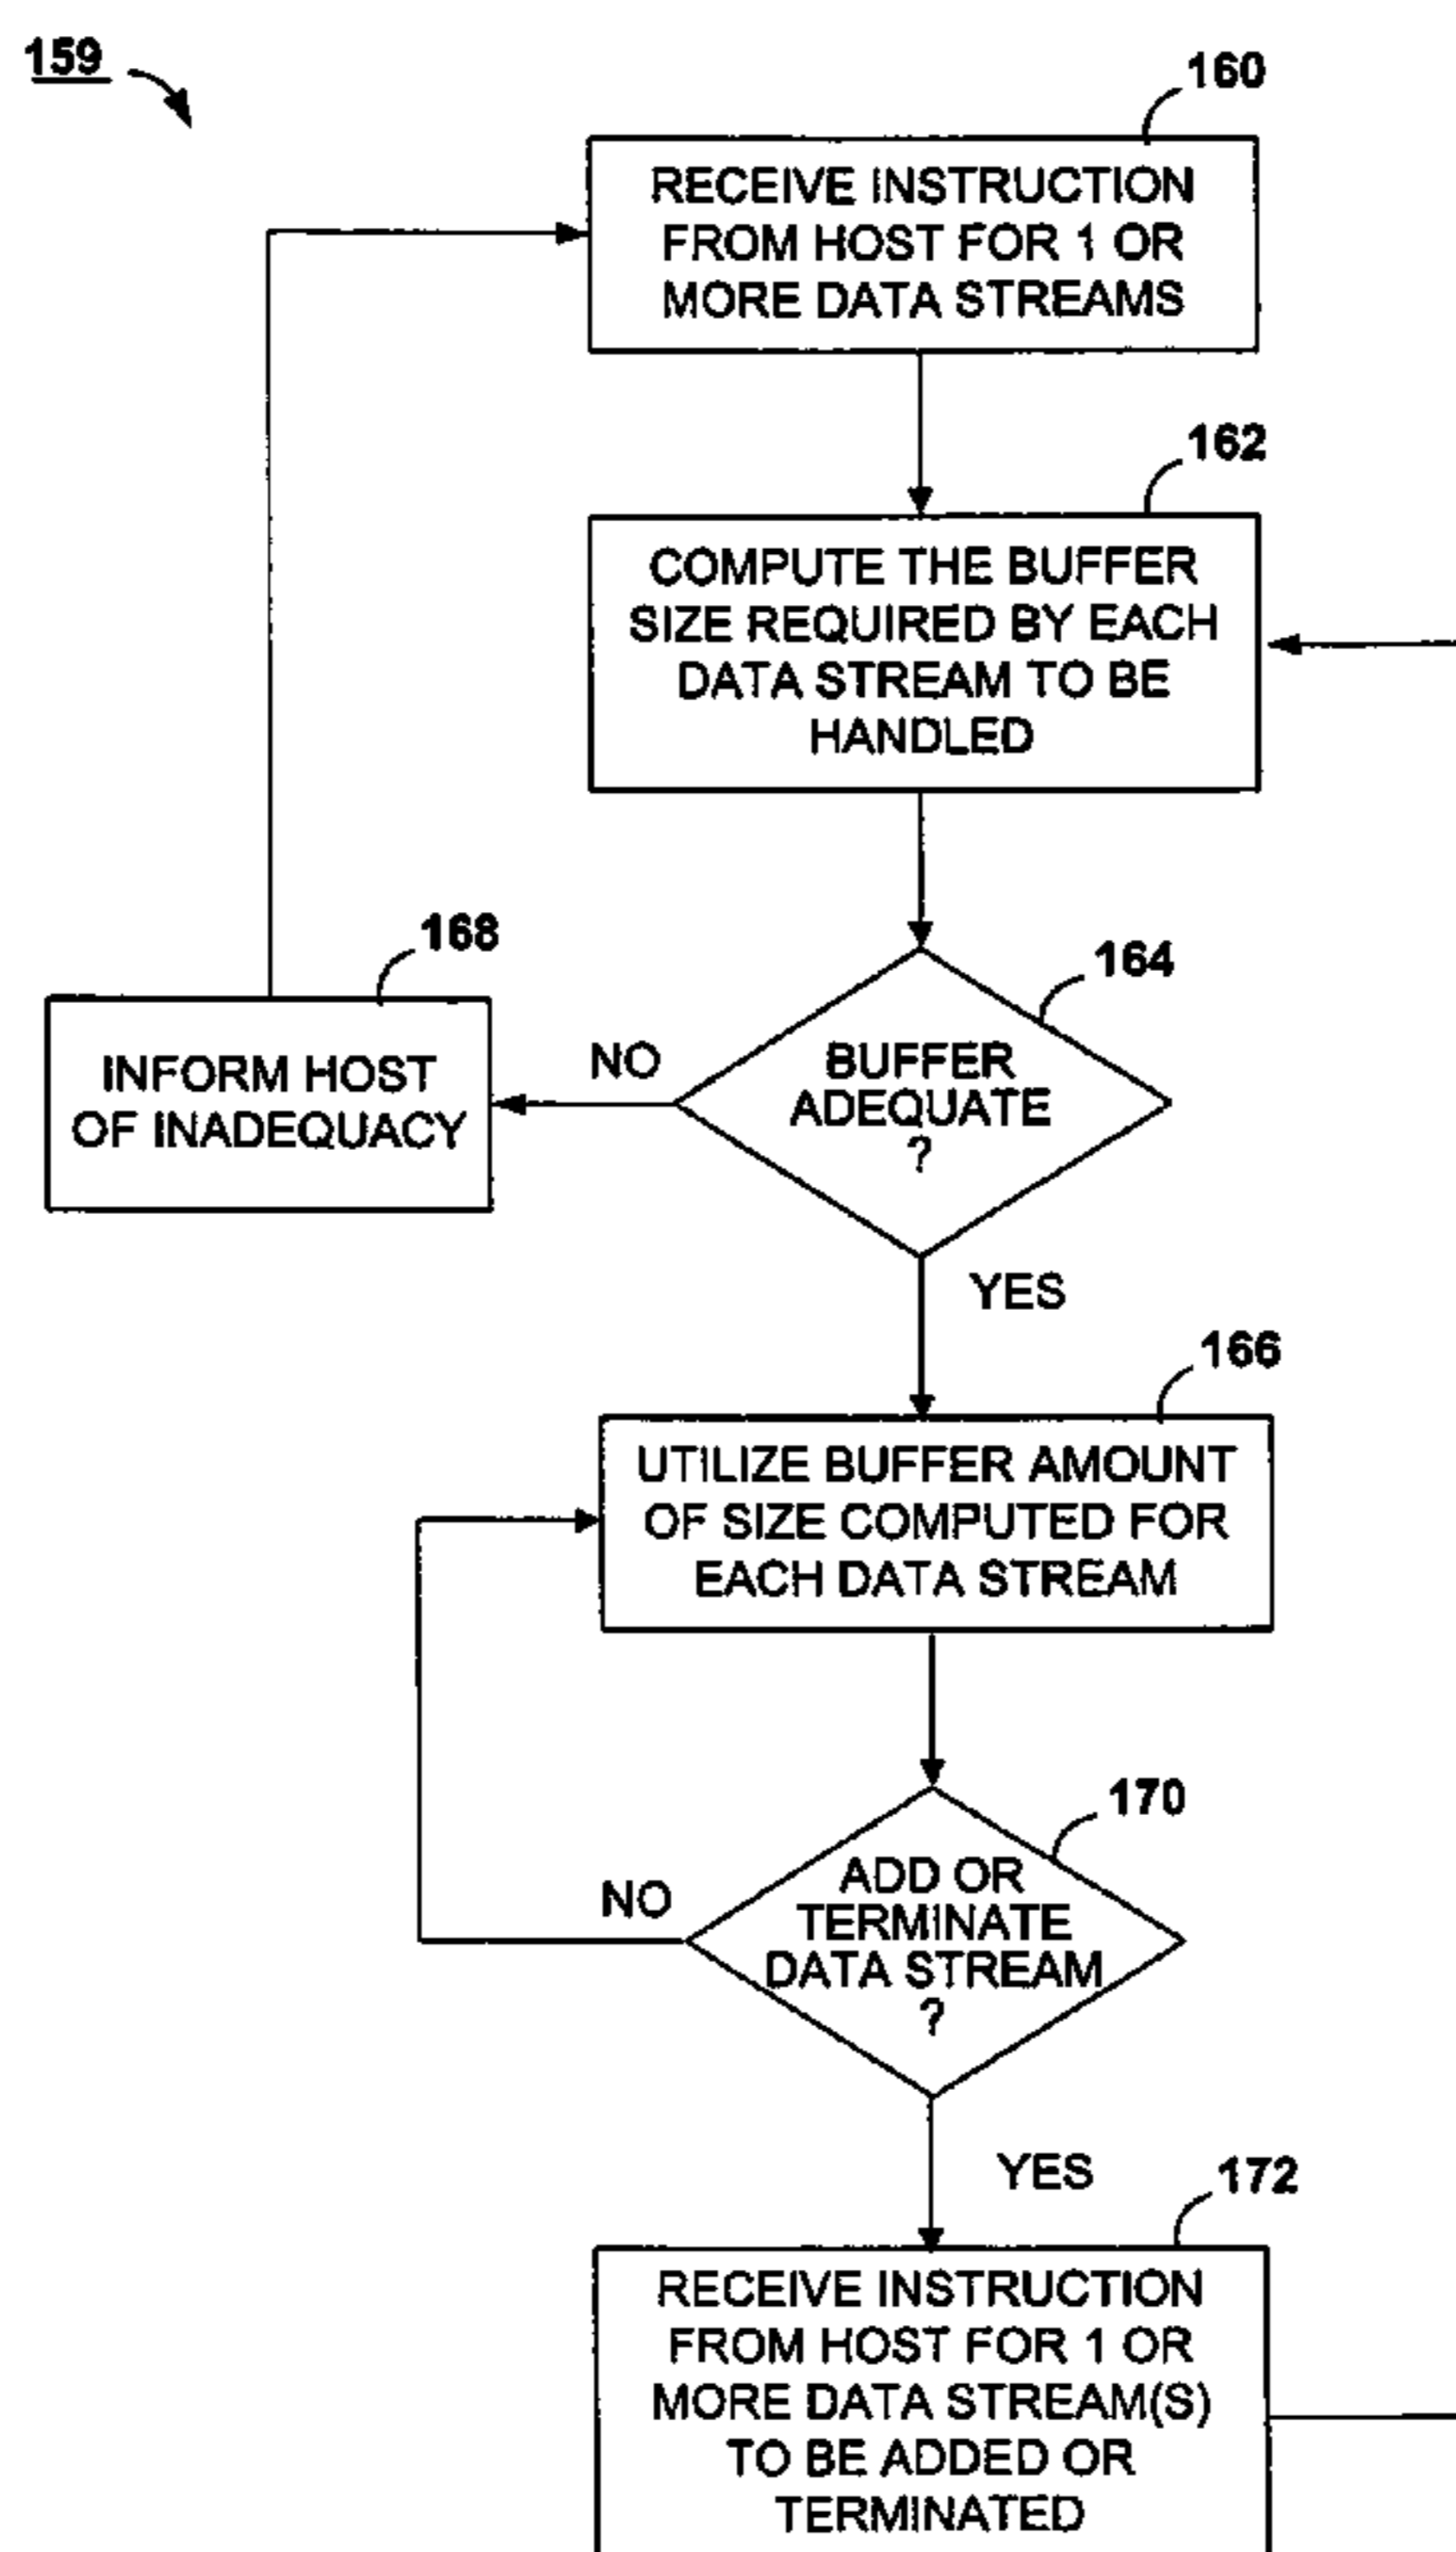 159
160
RECEIVE INSTRUCTION
FROM HOST FOR 1 OR
MORE DATA STREAMS
162
COMPUTE THE BUFFER
SIZE REQUIRED BY EACH
DATA STREAM TO BE
HANDLED
168
INFORM HOST
OF INADEQUACY
NO
164
BUFFER
ADEQUATE
?
YES
166
UTILIZE BUFFER AMOUNT
OF SIZE COMPUTED FOR
EACH DATA STREAM
170
NO
ADD OR
TERMINATE
DATA STREAM
?
YES
172
RECEIVE INSTRUCTION
FROM HOST FOR 1 OR
MORE DATA STREAM(S)
TO BE ADDED OR
TERMINATED